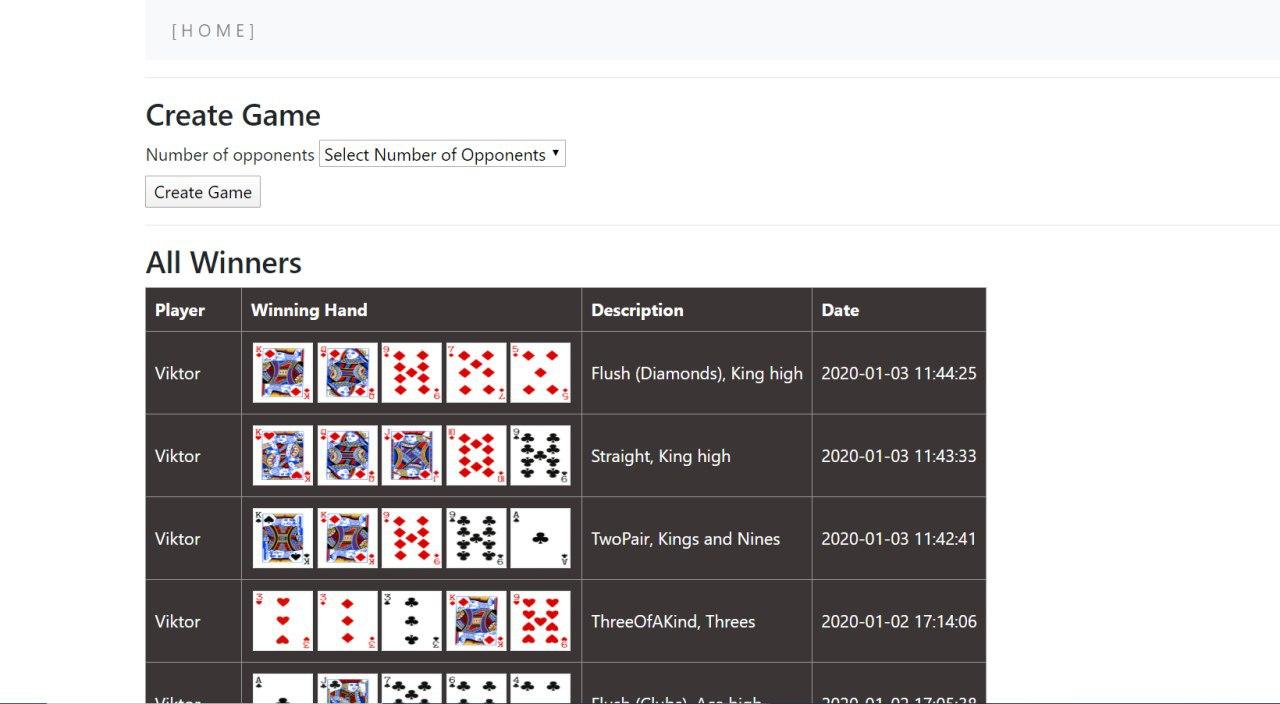 [ H O M E ]
Create Game
Number of opponents Select Number of Opponents
Create Game
All Winners
Player Winning Hand Description Date
Viktor K Q 9 7 5 Flush (Diamonds), King high 2020-01-03 11:44:25
Viktor K Q J 10 9 Straight, King high 2020-01-03 11:43:33
Viktor K K 9 9 A TwoPair, Kings and Nines 2020-01-03 11:42:41
Viktor 3 3 3 K 9 ThreeOfAKind, Threes 2020-01-02 17:14:06
Viktor A J 7 6 4 Flush (Clubs), Ace high 2020-01-02 17:05:38